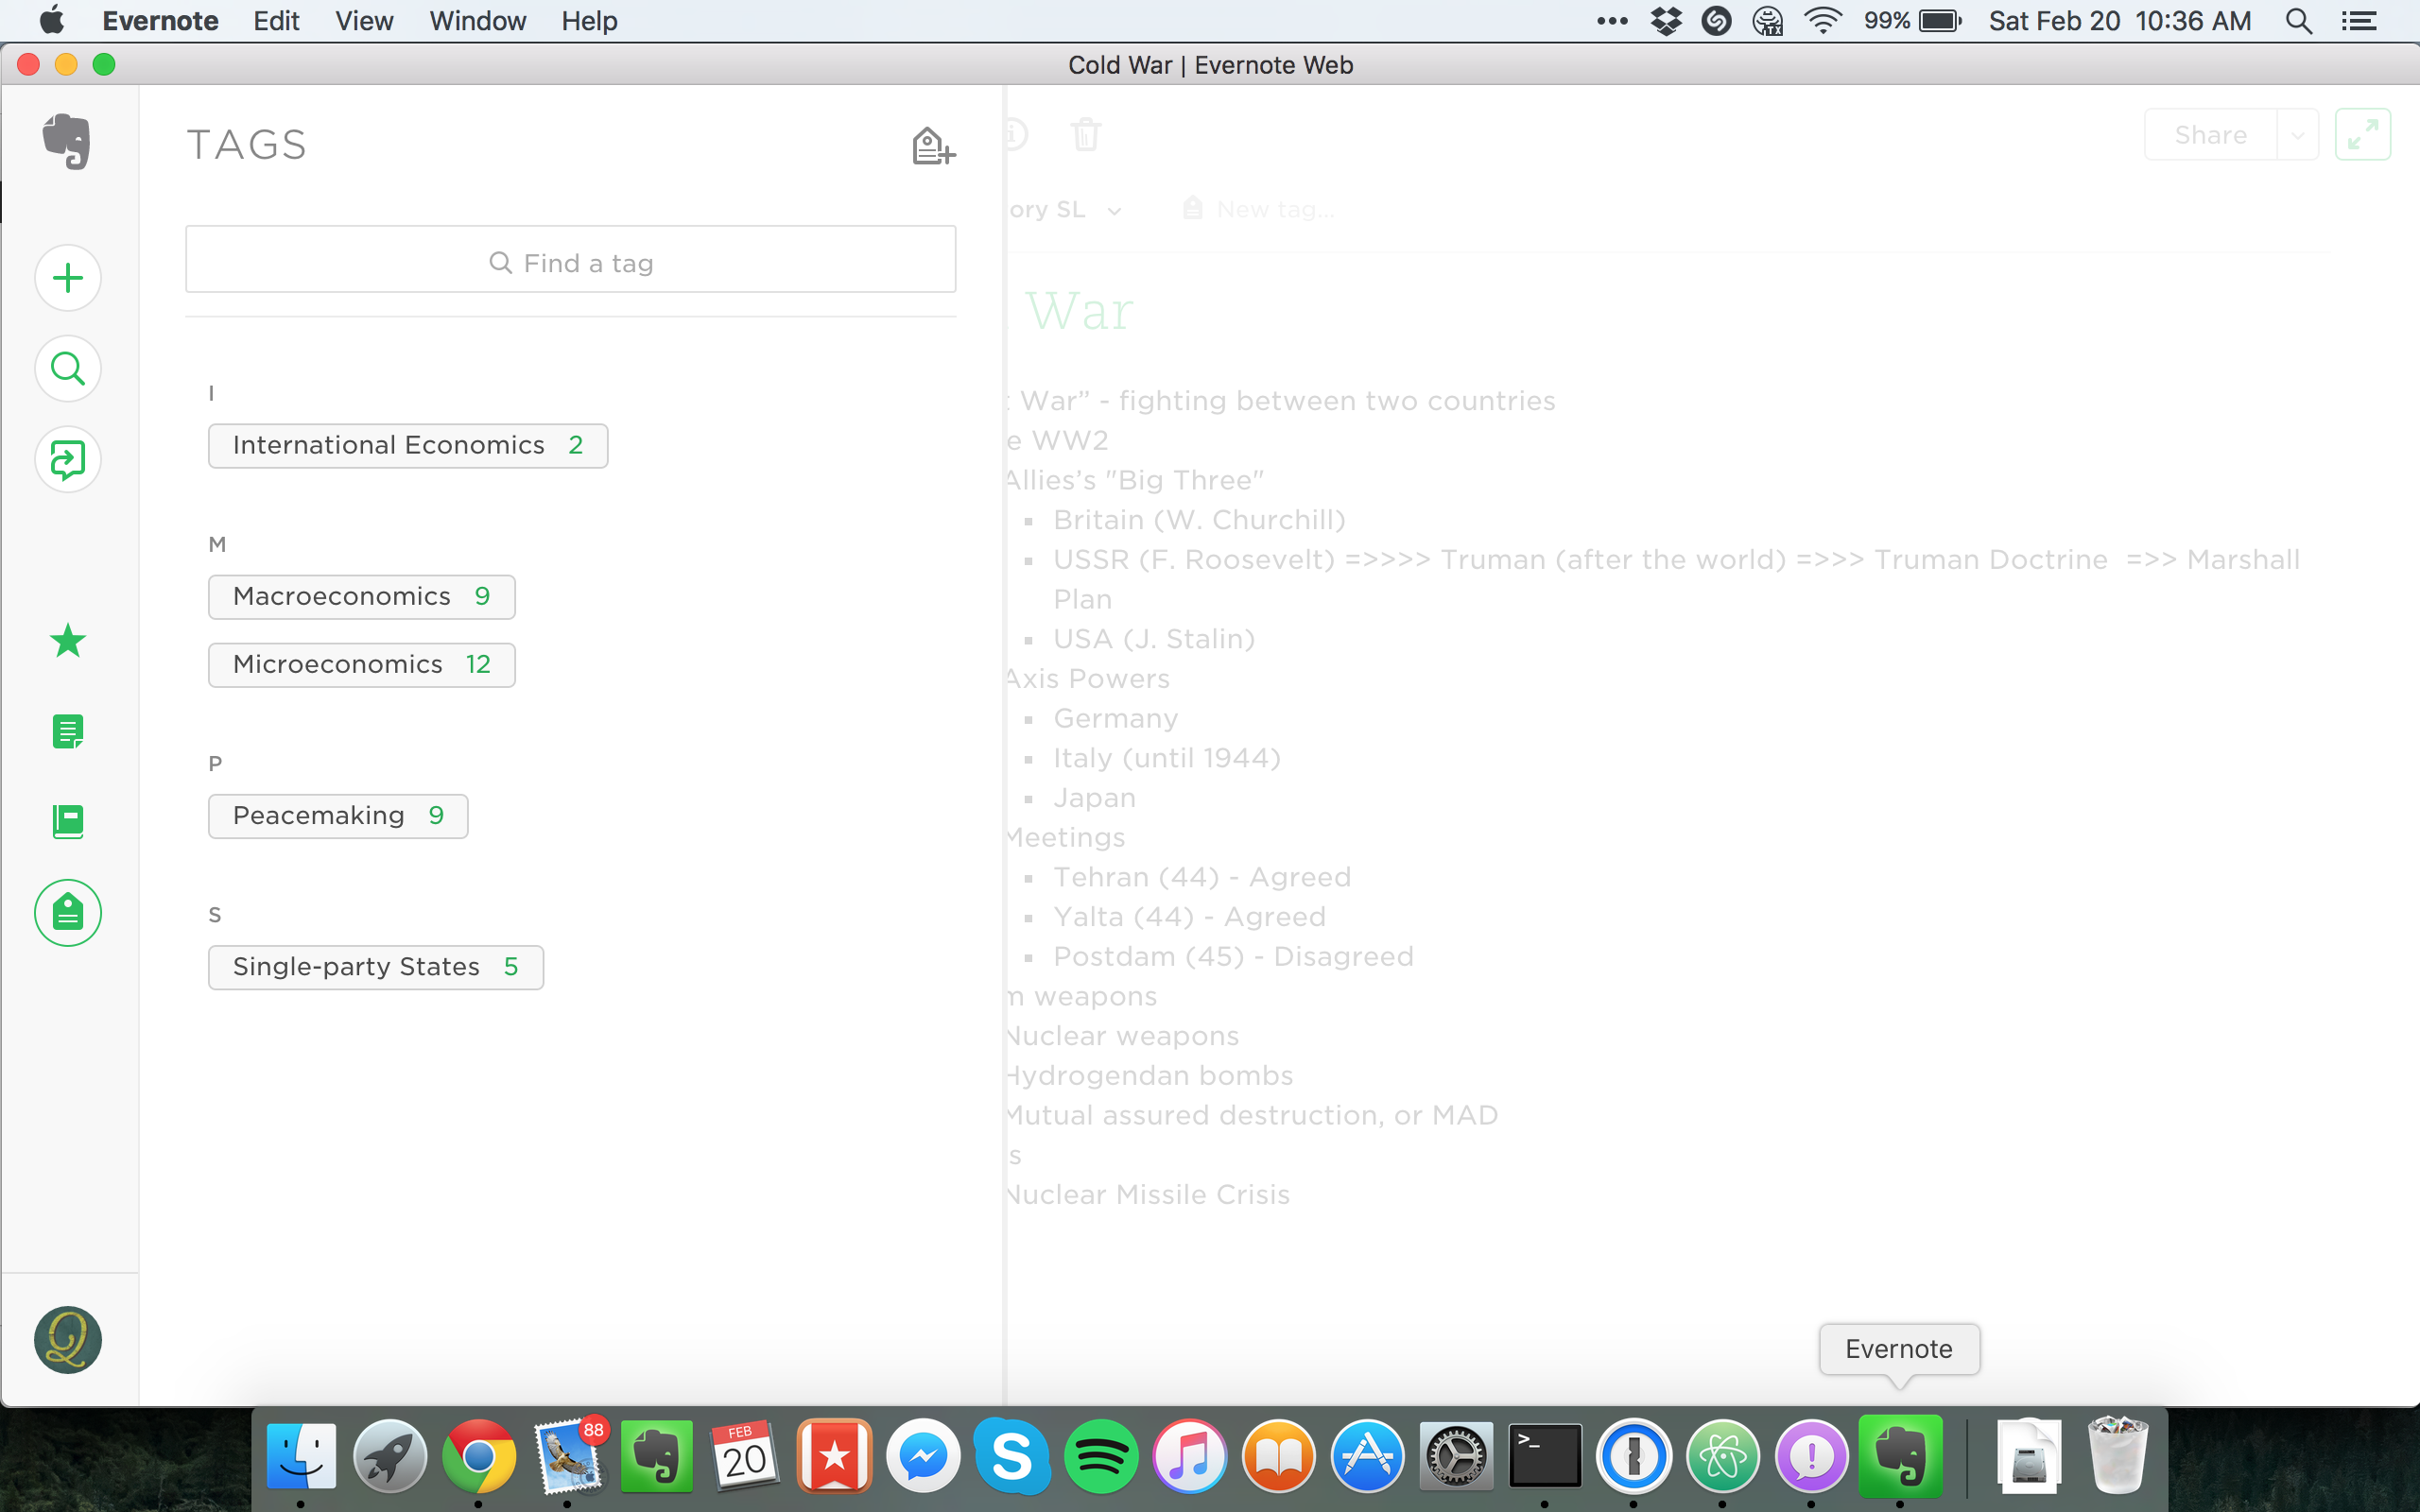 Evernote Edit View Window Help
99% Sat Feb 20 10:36 AM
Cold War | Evernote Web
TAGS
Find a tag
I
International Economics 2
M
Macroeconomics 9
Microeconomics 12
P
Peacemaking 9
S
Single-party States 5
Share
ory SL
New tag...
War
War” - fighting between two countries
e WW2
Allies’s "Big Three"
▪ Britain (W. Churchill)
▪ USSR (F. Roosevelt) =>>>> Truman (after the world) =>>> Truman Doctrine =>> Marshall
Plan
▪ USA (J. Stalin)
Axis Powers
▪ Germany
▪ Italy (until 1944)
▪ Japan
Meetings
▪ Tehran (44) - Agreed
▪ Yalta (44) - Agreed
▪ Postdam (45) - Disagreed
m weapons
Nuclear weapons
Hydrogendan bombs
Mutual assured destruction, or MAD
s
Nuclear Missile Crisis
Evernote
88
FEB
20